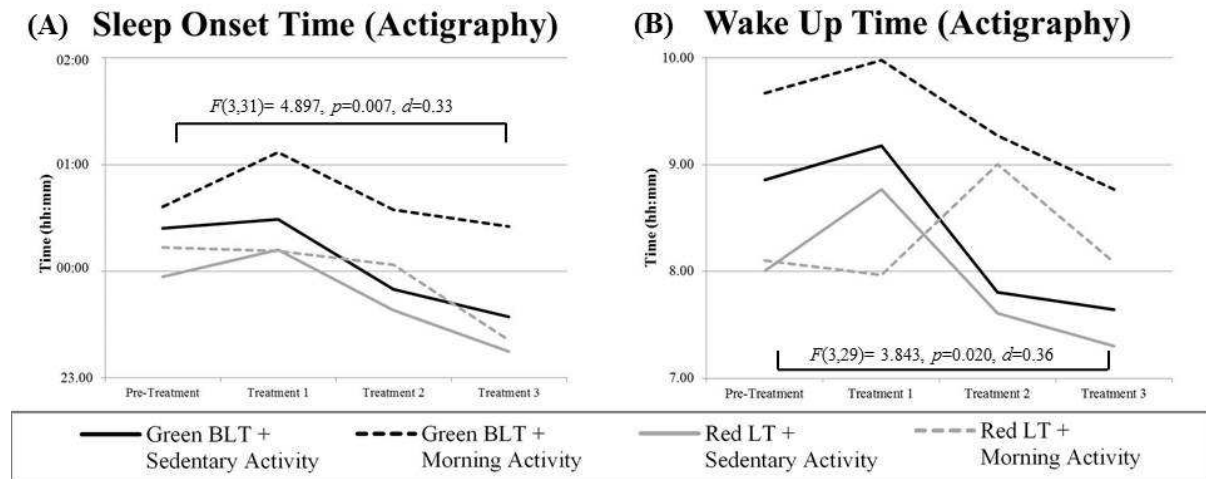 (A) Sleep Onset Time (Actigraphy)
02:00
F(3,31)= 4.897, p=0.007, d=0.33
01:00
Time (hh:mm)
00:00
23:00
Pre-Treatment Treatment 1 Treatment 2 Treatment 3
(B) Wake Up Time (Actigraphy)
10.00
9.00
Time (hh:mm)
8.00
F(3,29)= 3.843, p=0.020, d=0.36
7.00
Pre-Treatment Treatment 1 Treatment 2 Treatment 3
Green BLT +
Sedentary Activity
Green BLT +
Morning Activity
Red LT +
Sedentary Activity
Red LT +
Morning Activity